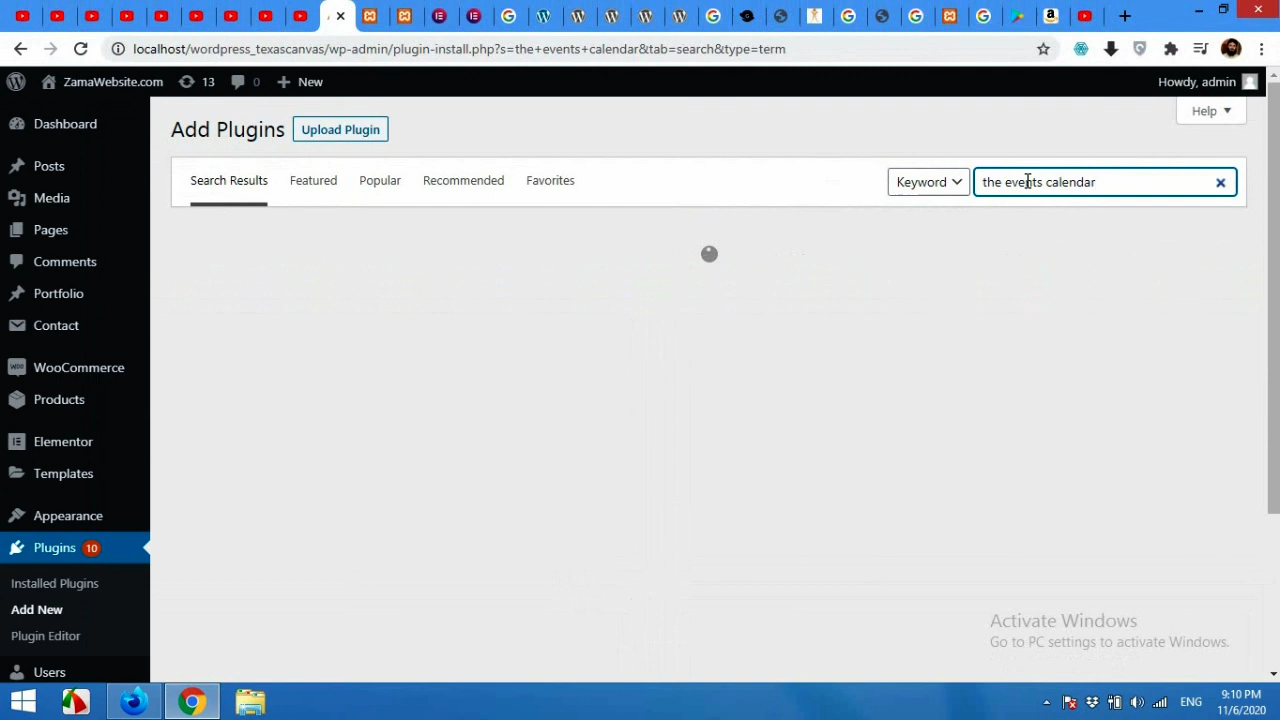 localhost/wordpress_texascanvas/wp-admin/plugin-install.php?s=the+events+calendar&tab=search&type=term
ZamaWebsite.com 13 0 New Howdy, admin
Help
Add Plugins Upload Plugin
Search Results Featured Popular Recommended Favorites Keyword the events calendar
Dashboard
Posts
Media
Pages
Comments
Portfolio
Contact
WooCommerce
Products
Elementor
Templates
Appearance
Plugins 10
Installed Plugins
Add New
Plugin Editor
Users
Activate Windows
Go to PC settings to activate Windows.
ENG
9:10 PM
11/6/2020